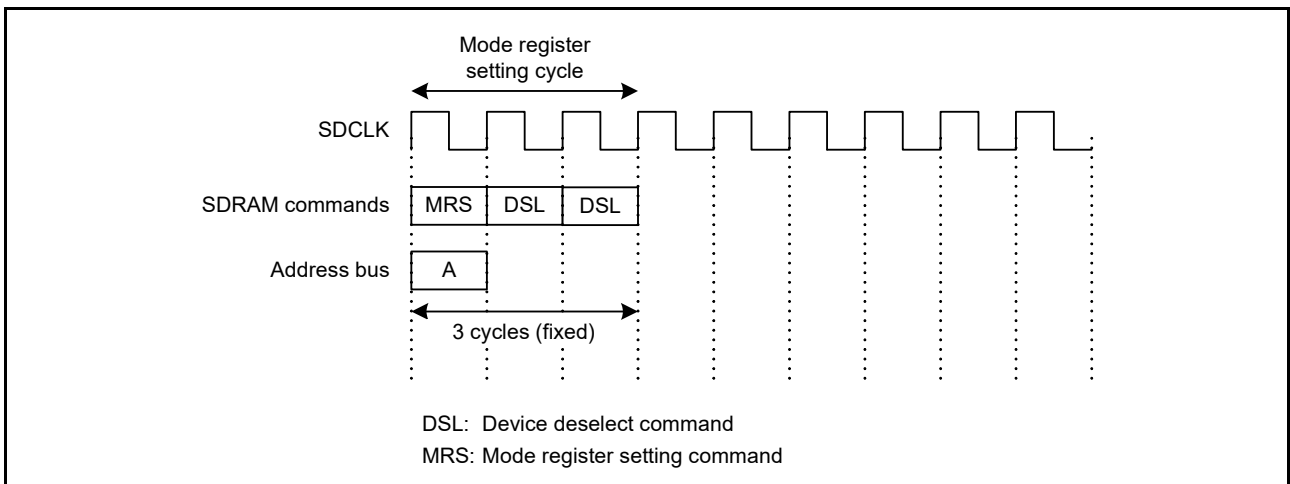 Mode register
setting cycle
SDCLK
SDRAM commands MRS DSL DSL
Address bus A
3 cycles (fixed)
DSL: Device deselect command
MRS: Mode register setting command